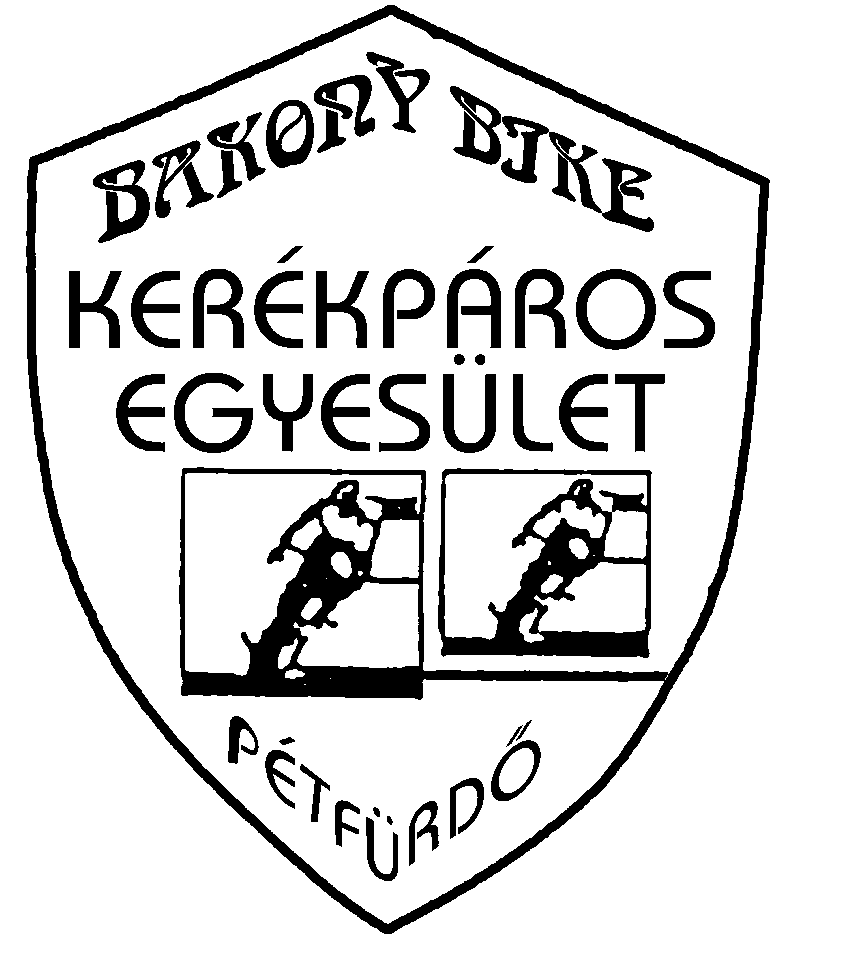 BAKONY BIKE
KERÉKPÁROS
EGYESÜLET
PÉTFÜRDŐ